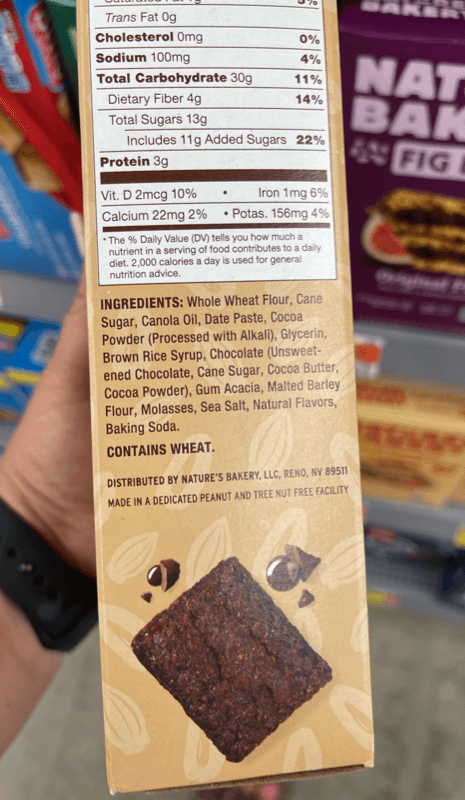 Trans Fat 0g
Cholesterol 0mg 0%
Sodium 100mg 4%
Total Carbohydrate 30g 11%
Dietary Fiber 4g 14%
Total Sugars 13g
Includes 11g Added Sugars 22%
Protein 3g
Vit. D 2mcg 10% • Iron 1mg 6%
Calcium 22mg 2% • Potas. 156mg 4%
* The % Daily Value (DV) tells you how much a
nutrient in a serving of food contributes to a daily
diet. 2,000 calories a day is used for general
nutrition advice.
INGREDIENTS: Whole Wheat Flour, Cane
Sugar, Canola Oil, Date Paste, Cocoa
Powder (Processed with Alkali), Glycerin,
Brown Rice Syrup, Chocolate (Unsweet-
ened Chocolate, Cane Sugar, Cocoa Butter,
Cocoa Powder), Gum Acacia, Malted Barley
Flour, Molasses, Sea Salt, Natural Flavors,
Baking Soda.
CONTAINS WHEAT.
DISTRIBUTED BY NATURE'S BAKERY, LLC, RENO, NV 89511
MADE IN A DEDICATED PEANUT AND TREE NUT FREE FACILITY
BAKERY
NAT
BAK
FIG
Original